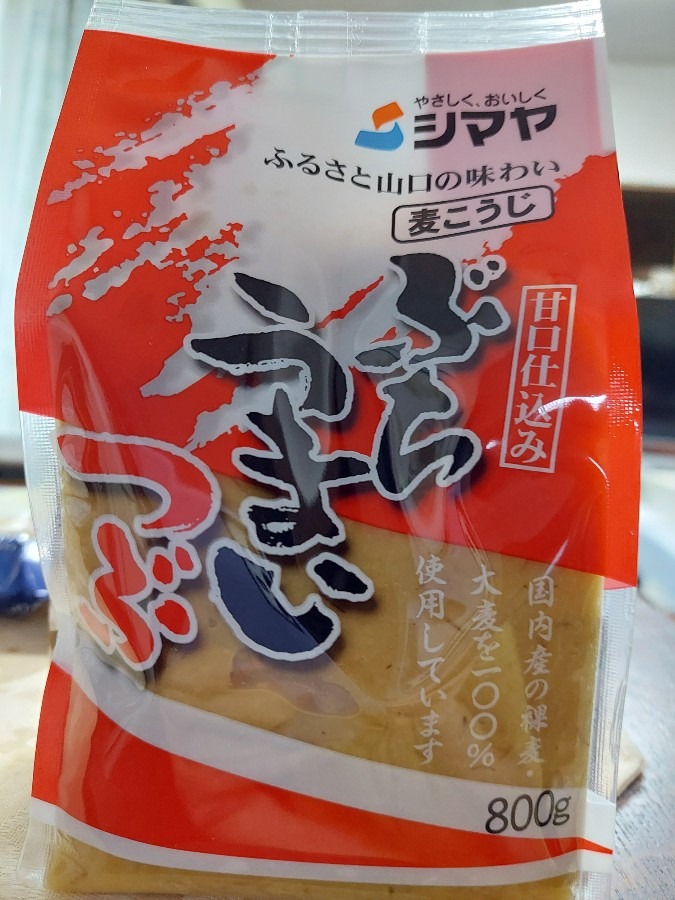 やさしく、おいしく
シマヤ
ふるさと山口の味わい
麦こうじ
甘口仕込み
ぶち
うまい
つぶ
国内産の裸麦・
大麦を一〇〇%
使用しています
800g